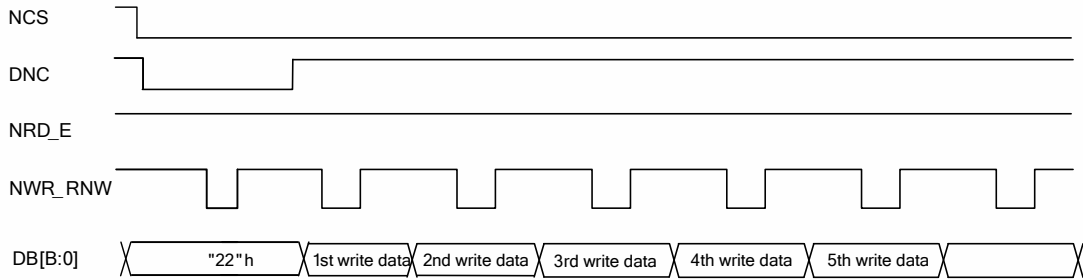 NCS
DNC
NRD_E
NWR_RNW
DB[B:0] "22"h 1st write data 2nd write data 3rd write data 4th write data 5th write data